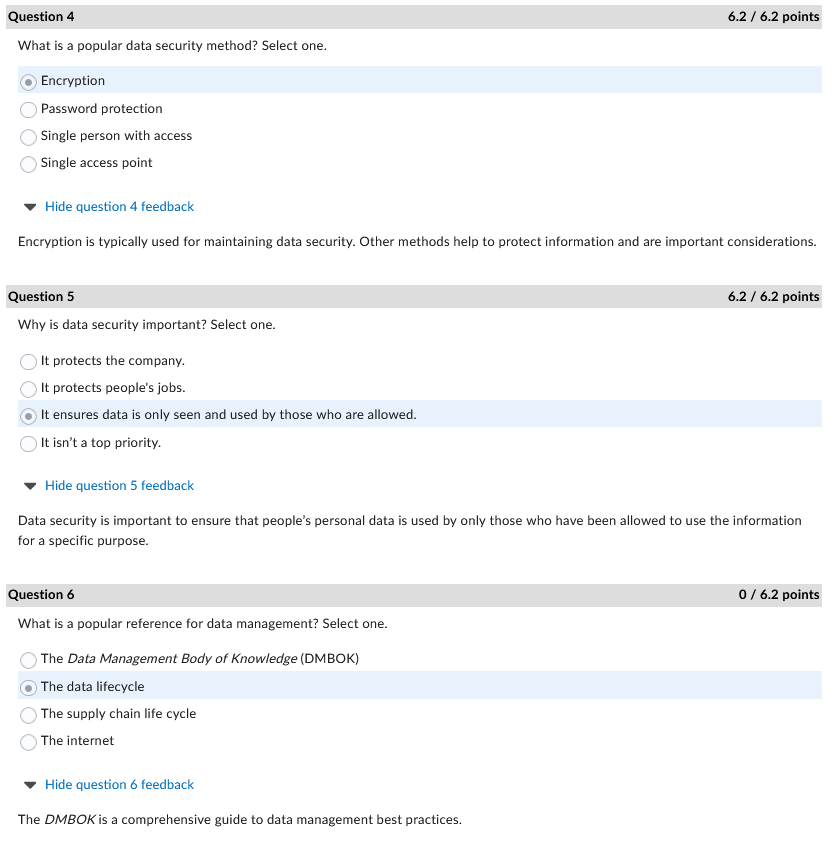 Question 4 6.2 / 6.2 points
What is a popular data security method? Select one.
Encryption
Password protection
Single person with access
Single access point
Hide question 4 feedback
Encryption is typically used for maintaining data security. Other methods help to protect information and are important considerations.
Question 5 6.2 / 6.2 points
Why is data security important? Select one.
It protects the company.
It protects people's jobs.
It ensures data is only seen and used by those who are allowed.
It isn’t a top priority.
Hide question 5 feedback
Data security is important to ensure that people’s personal data is used by only those who have been allowed to use the information
for a specific purpose.
Question 6 0 / 6.2 points
What is a popular reference for data management? Select one.
The Data Management Body of Knowledge (DMBOK)
The data lifecycle
The supply chain life cycle
The internet
Hide question 6 feedback
The DMBOK is a comprehensive guide to data management best practices.